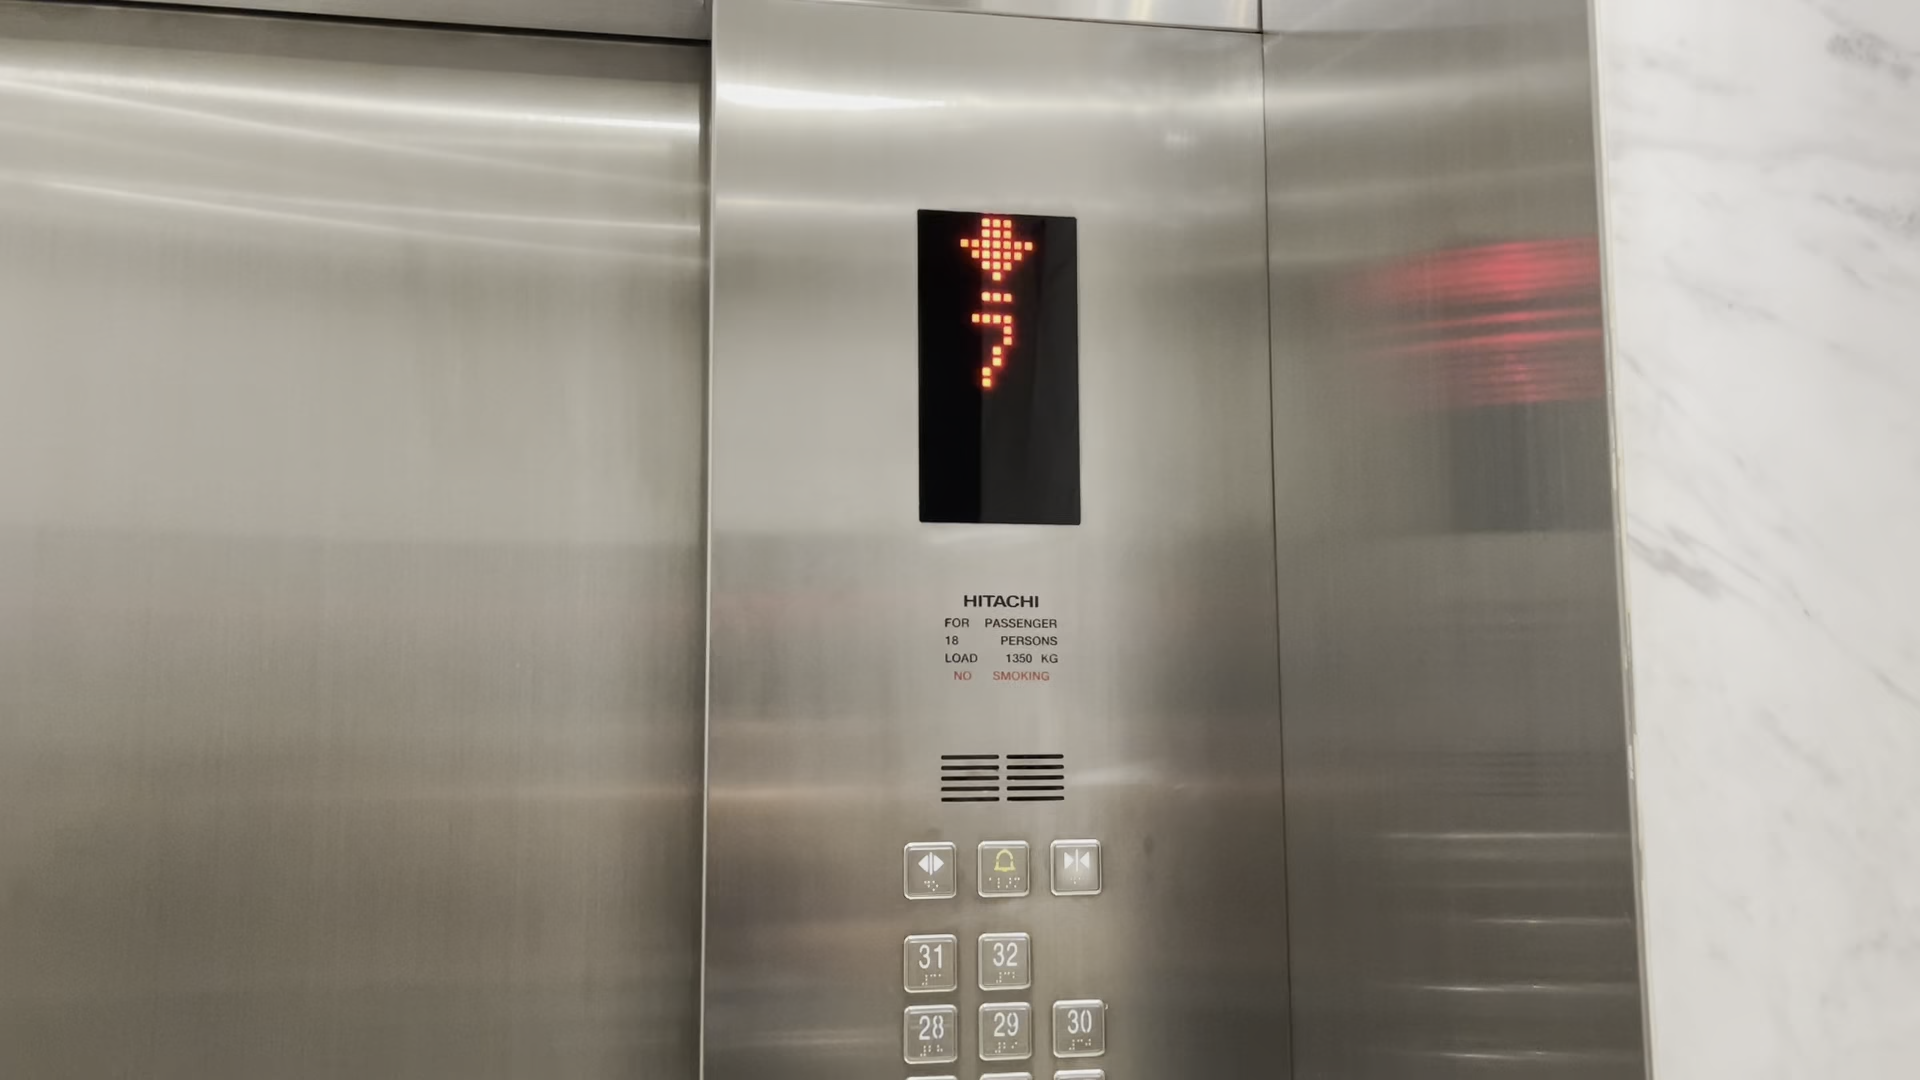 HITACHI
FOR PASSENGER
18 PERSONS
LOAD 1350 KG
NO SMOKING
31 32
28 29 30